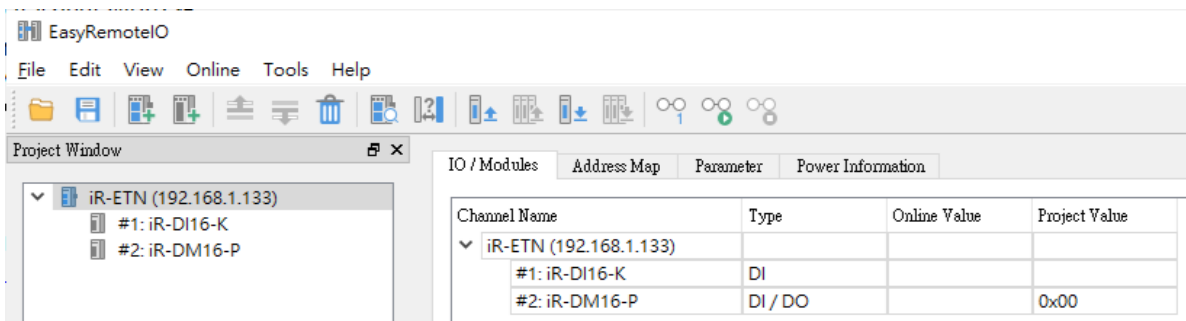 EasyRemoteIO
File Edit View Online Tools Help
Project Window
iR-ETN (192.168.1.133)
#1: iR-DI16-K
#2: iR-DM16-P
IO / Modules Address Map Parameter Power Information
Channel Name Type Online Value Project Value
iR-ETN (192.168.1.133)
#1: iR-DI16-K DI
#2: iR-DM16-P DI / DO 0x00